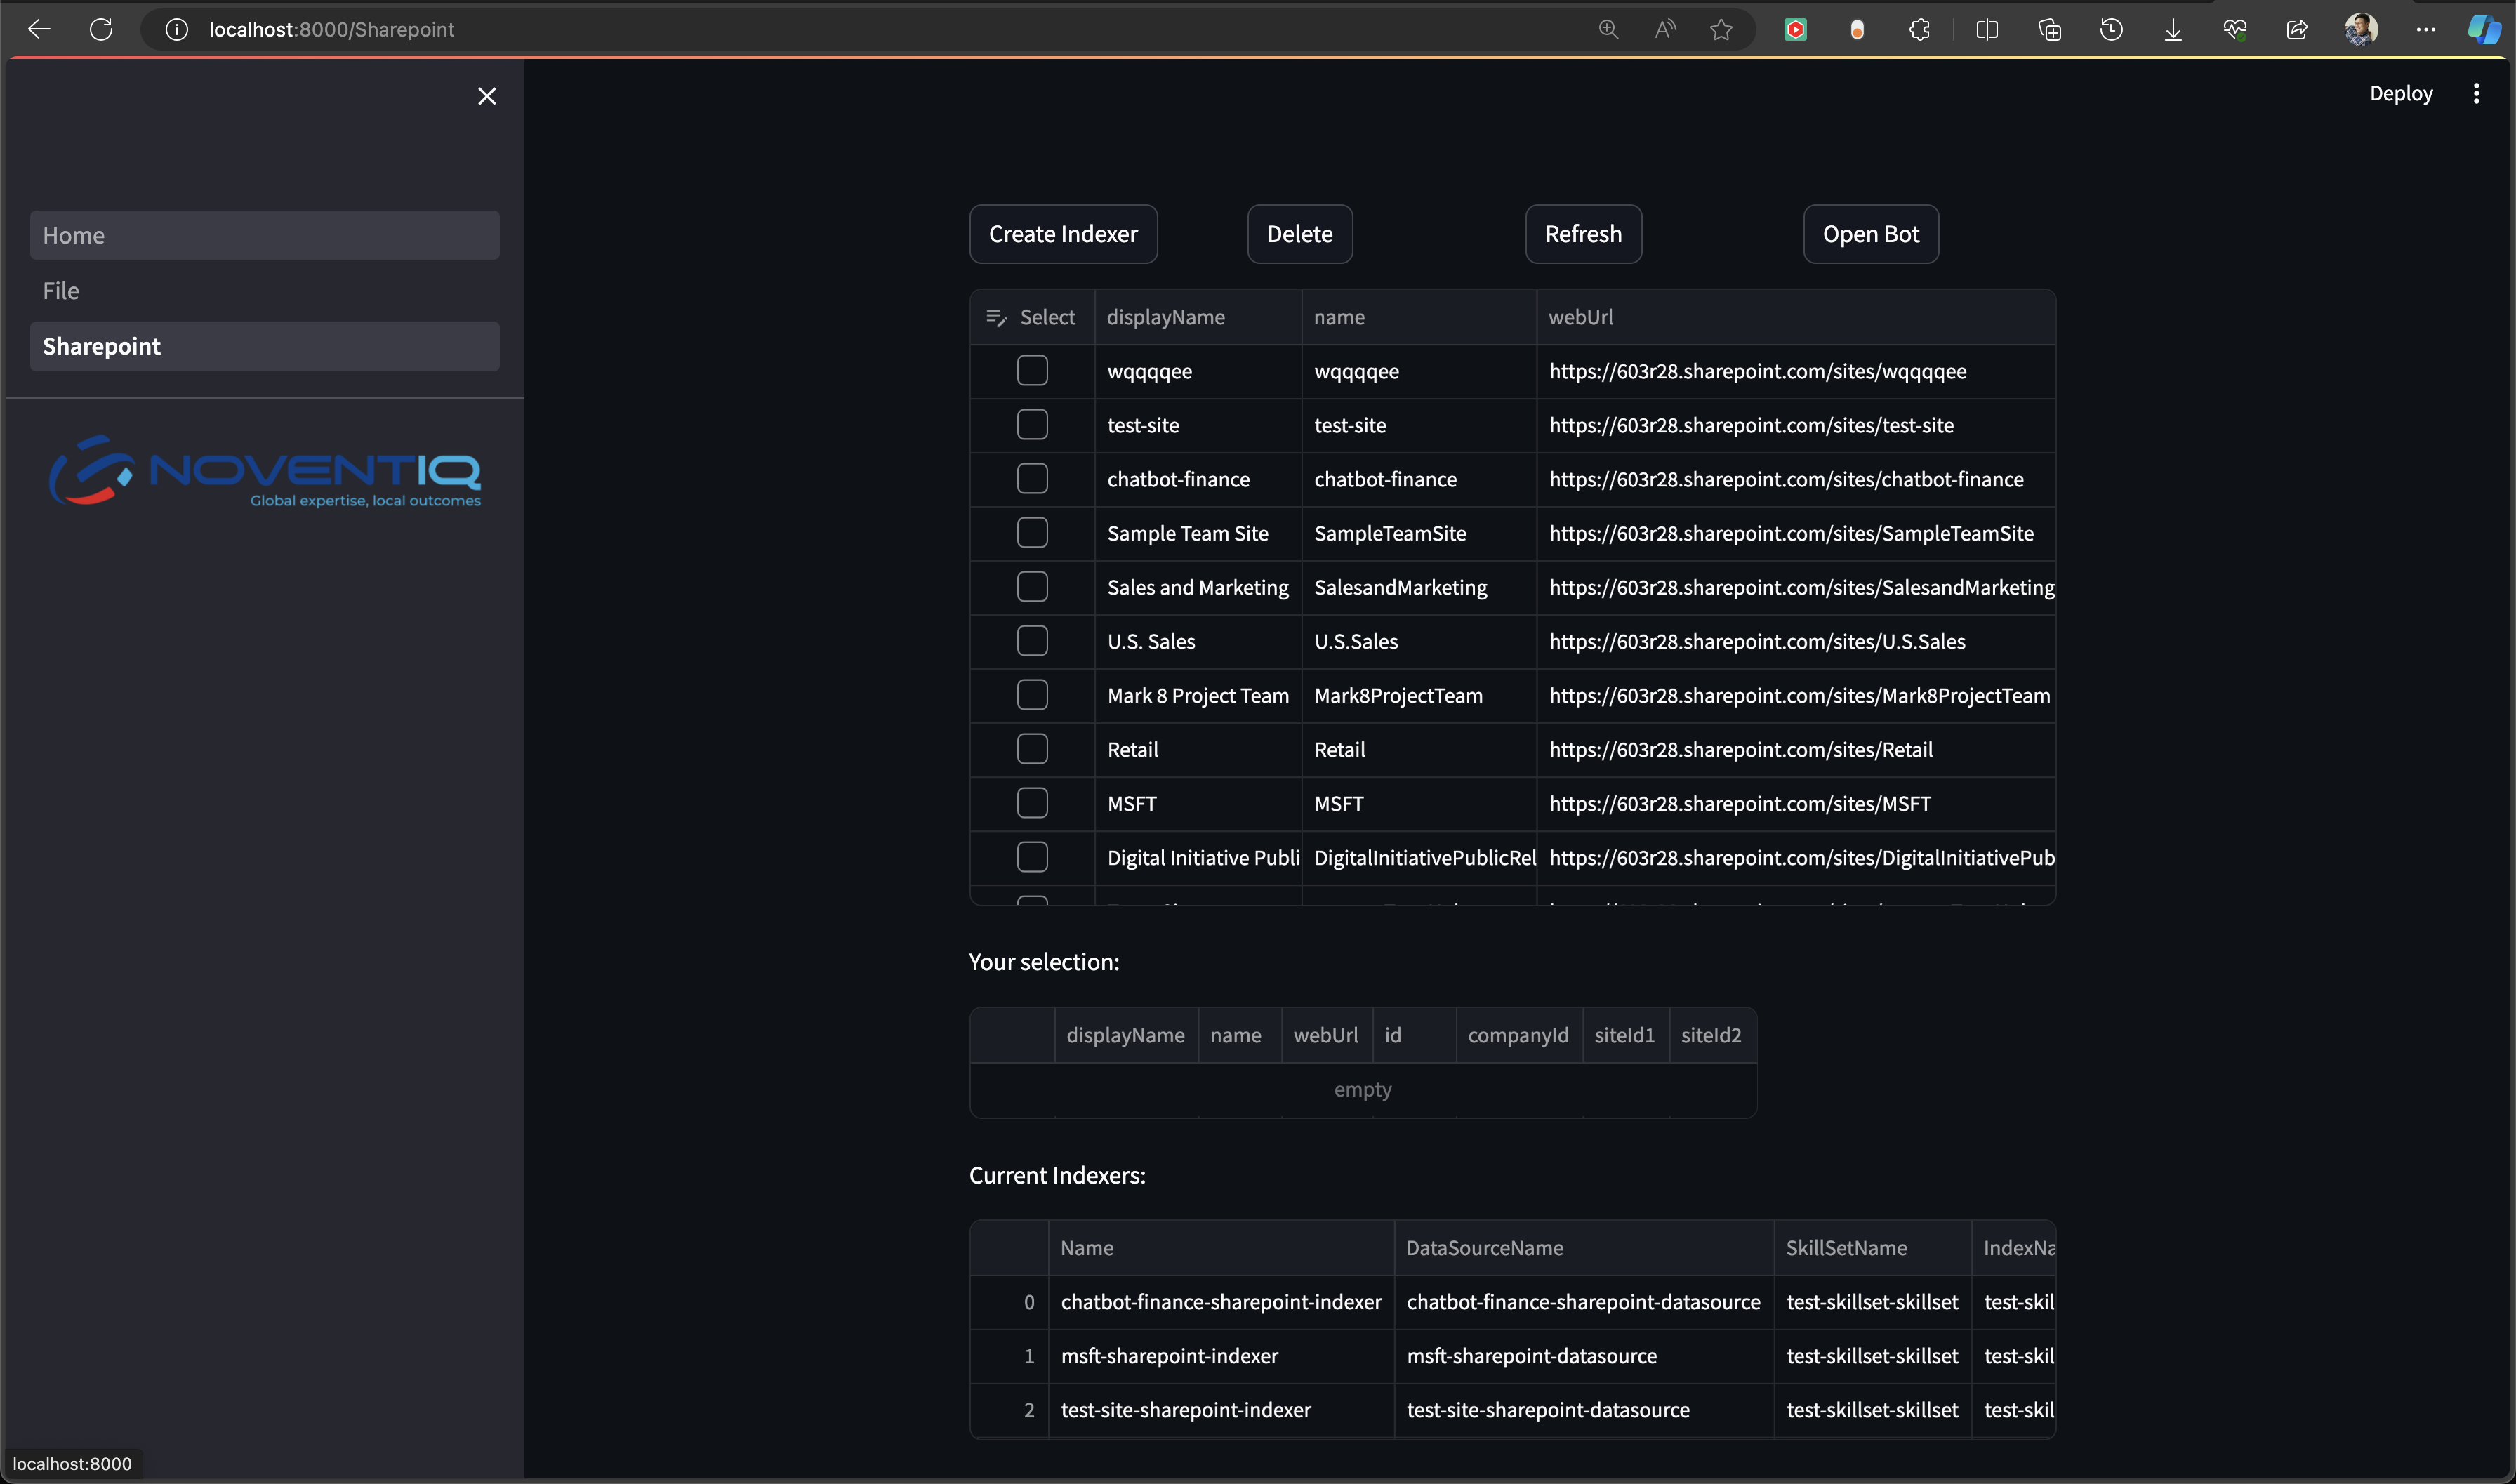 localhost:8000/Sharepoint
Deploy
Home
File
Sharepoint
NOVENTIQ
Global expertise, local outcomes
Create Indexer Delete Refresh Open Bot
Select displayName name webUrl
wqqqqee wqqqqee https://603r28.sharepoint.com/sites/wqqqqee
test-site test-site https://603r28.sharepoint.com/sites/test-site
chatbot-finance chatbot-finance https://603r28.sharepoint.com/sites/chatbot-finance
Sample Team Site SampleTeamSite https://603r28.sharepoint.com/sites/SampleTeamSite
Sales and Marketing SalesandMarketing https://603r28.sharepoint.com/sites/SalesandMarketing
U.S. Sales U.S.Sales https://603r28.sharepoint.com/sites/U.S.Sales
Mark 8 Project Team Mark8ProjectTeam https://603r28.sharepoint.com/sites/Mark8ProjectTeam
Retail Retail https://603r28.sharepoint.com/sites/Retail
MSFT MSFT https://603r28.sharepoint.com/sites/MSFT
Digital Initiative Publi DigitalInitiativePublicRel https://603r28.sharepoint.com/sites/DigitalInitiativePub
Your selection:
displayName name webUrl id companyId siteId1 siteId2
empty
Current Indexers:
Name DataSourceName SkillSetName IndexNa
0 chatbot-finance-sharepoint-indexer chatbot-finance-sharepoint-datasource test-skillset-skillset test-skil
1 msft-sharepoint-indexer msft-sharepoint-datasource test-skillset-skillset test-skil
2 test-site-sharepoint-indexer test-site-sharepoint-datasource test-skillset-skillset test-skil
localhost:8000